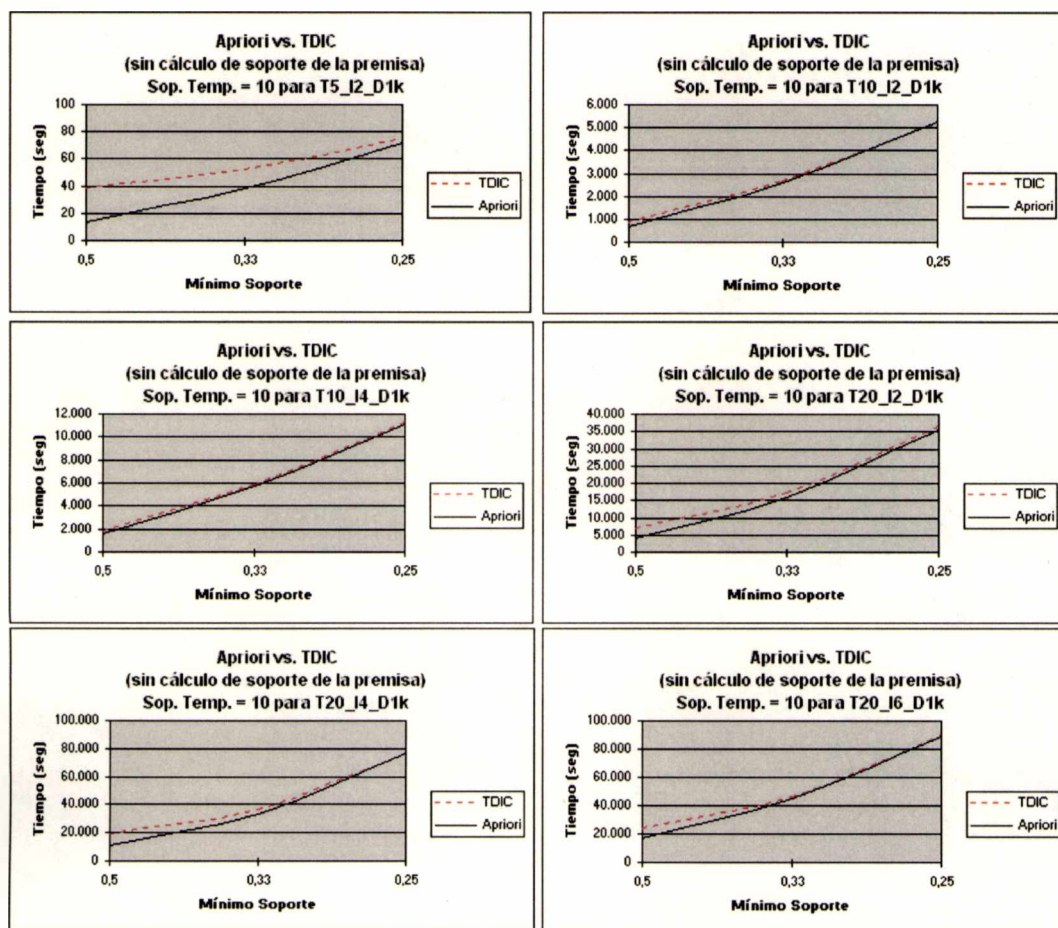 Apriori vs. TDIC
(sin cálculo de soporte de la premisa)
Sop. Temp. = 10 para T5_I2_D1k
Tiempo (seg)
100
80
60
40
20
0
0,5
0,33
0,25
Mínimo Soporte
TDIC
Apriori
Apriori vs. TDIC
(sin cálculo de soporte de la premisa)
Sop. Temp. = 10 para T10_I2_D1k
Tiempo (seg)
6.000
5.000
4.000
3.000
2.000
1.000
0
0,5
0,33
0,25
Mínimo Soporte
TDIC
Apriori
Apriori vs. TDIC
(sin cálculo de soporte de la premisa)
Sop. Temp. = 10 para T10_I4_D1k
Tiempo (seg)
12.000
10.000
8.000
6.000
4.000
2.000
0
0,5
0,33
0,25
Mínimo Soporte
TDIC
Apriori
Apriori vs. TDIC
(sin cálculo de soporte de la premisa)
Sop. Temp. = 10 para T20_I2_D1k
Tiempo (seg)
40.000
35.000
30.000
25.000
20.000
15.000
10.000
5.000
0
0,5
0,33
0,25
Mínimo Soporte
TDIC
Apriori
Apriori vs. TDIC
(sin cálculo de soporte de la premisa)
Sop. Temp. = 10 para T20_I4_D1k
Tiempo (seg)
100.000
80.000
60.000
40.000
20.000
0
0,5
0,33
0,25
Mínimo Soporte
TDIC
Apriori
Apriori vs. TDIC
(sin cálculo de soporte de la premisa)
Sop. Temp. = 10 para T20_I6_D1k
Tiempo (seg)
100.000
80.000
60.000
40.000
20.000
0
0,5
0,33
0,25
Mínimo Soporte
TDIC
Apriori